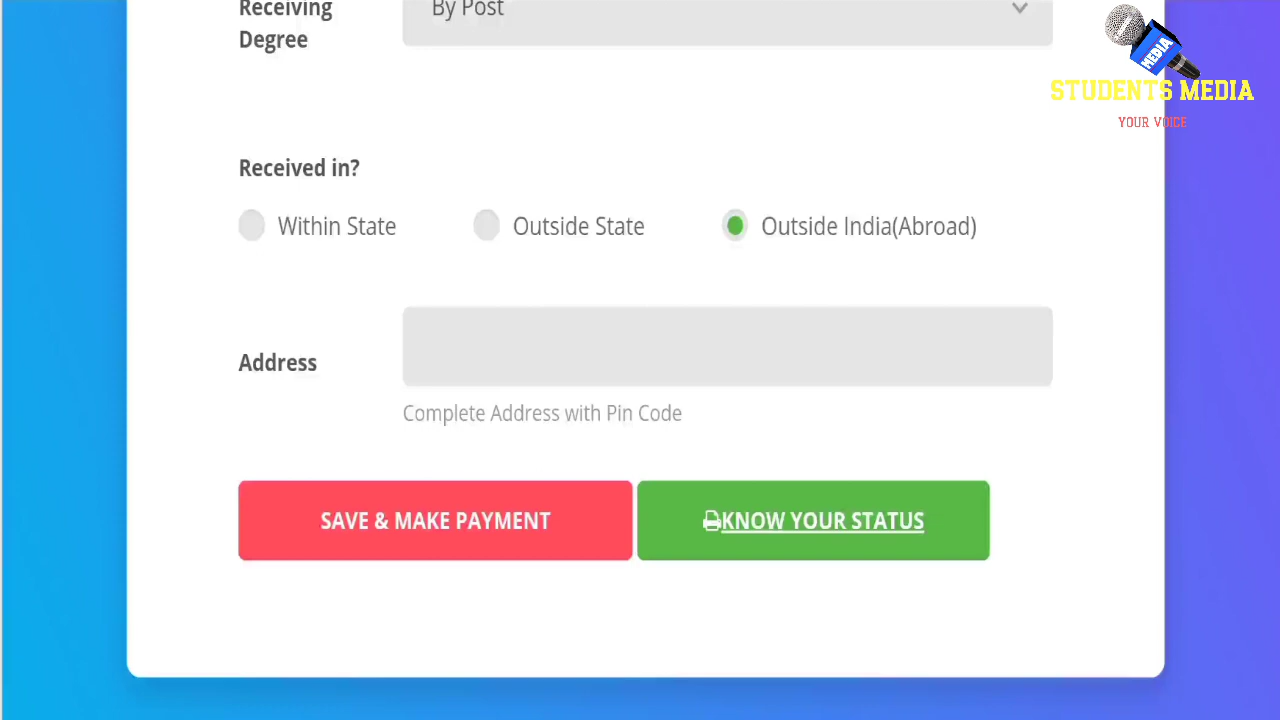 Receiving
Degree
By Post
MEDIA
STUDENTS MEDIA
YOUR VOICE
Received in?
Within State
Outside State
Outside India(Abroad)
Address
Complete Address with Pin Code
SAVE & MAKE PAYMENT
KNOW YOUR STATUS